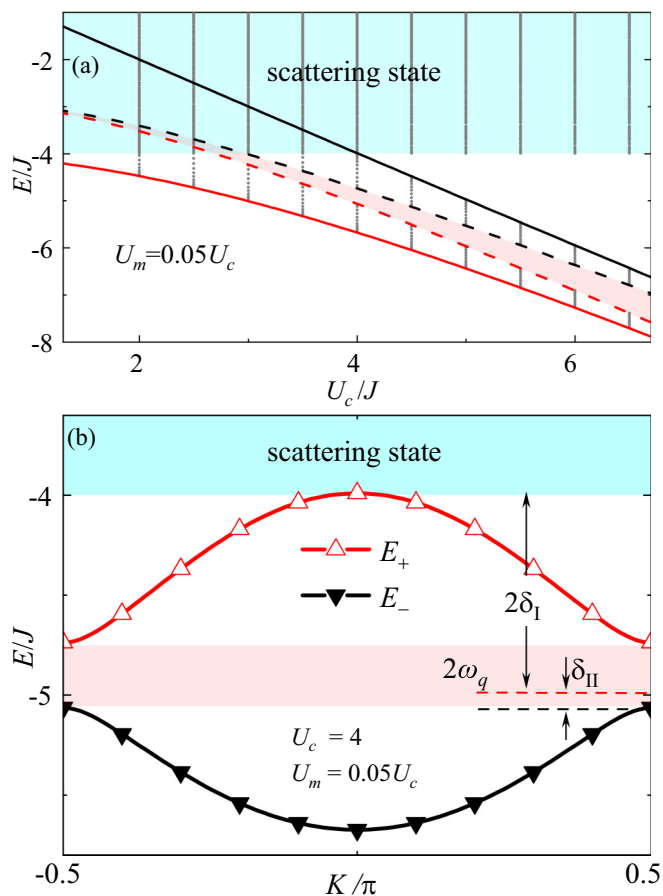 (a)
scattering state
E/J
-2
-4
-6
-8
U_m=0.05U_c
2
4
6
U_c/J
(b)
scattering state
E/J
-4
-5
E_+
E_-
2δ_I
2ω_q
δ_II
U_c = 4
U_m = 0.05U_c
-0.5
0.5
K/π